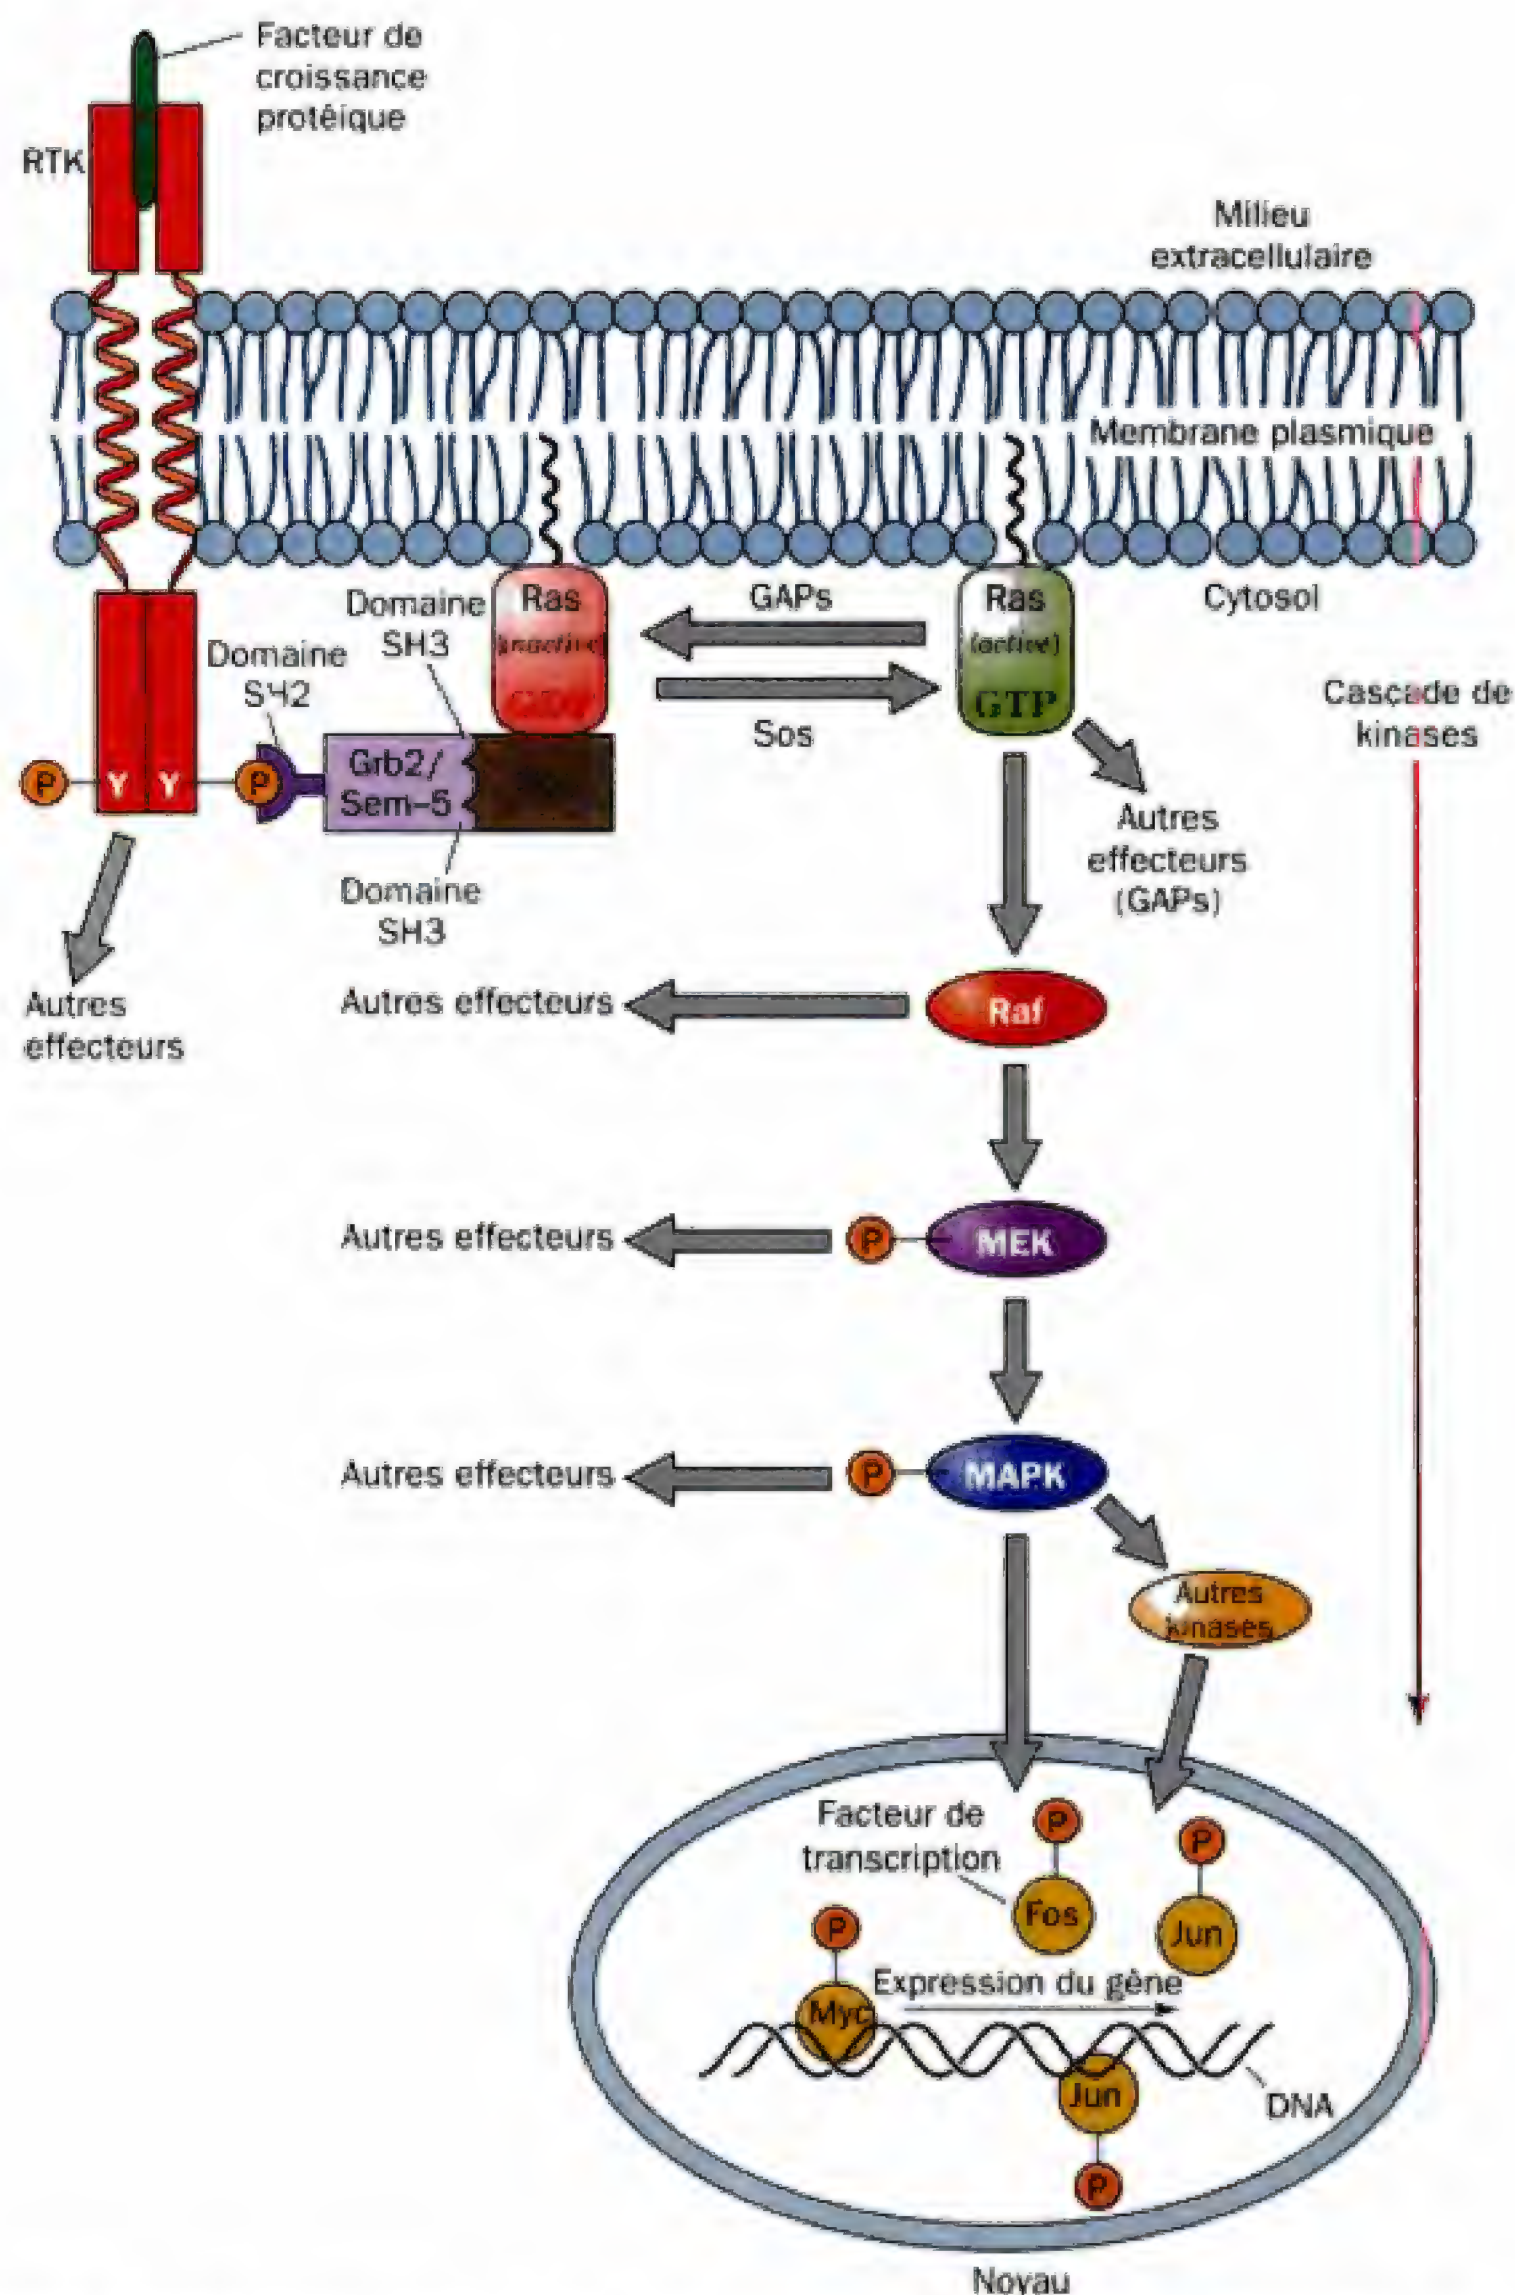 Facteur de
croissance
protéique
RTK
Milieu
extracellulaire
Membrane plasmique
Cytosol
Domaine
SH3
Domaine
SH2
Ras
(inactive)
GAPs
Sos
Ras
(active)
GTP
Cascade de
kinases
P
Y
Y
P
Grb2/
Sem-5
Domaine
SH3
Autres
effecteurs
(GAPs)
Autres
effecteurs
Autres effecteurs
Raf
Autres effecteurs
P
MEK
Autres effecteurs
P
MAPK
Autres
kinases
Facteur de
transcription
P
Fos
P
Jun
P
Myc
Expression du gène
Jun
P
DNA
Noyau